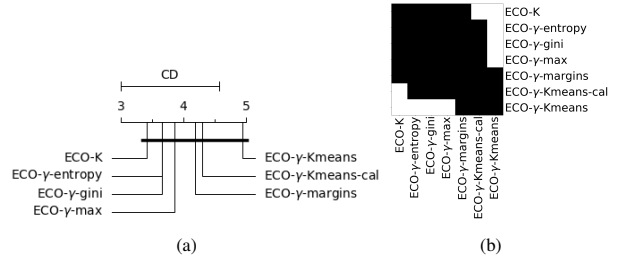 CD
3 4 5
ECO-K
ECO-γ-entropy
ECO-γ-gini
ECO-γ-max
ECO-γ-Kmeans
ECO-γ-Kmeans-cal
ECO-γ-margins
(a)
ECO-K
ECO-γ-entropy
ECO-γ-gini
ECO-γ-max
ECO-γ-margins
ECO-γ-Kmeans-cal
ECO-γ-Kmeans
ECO-K
ECO-γ-entropy
ECO-γ-gini
ECO-γ-max
ECO-γ-margins
ECO-γ-Kmeans-cal
ECO-γ-Kmeans
(b)